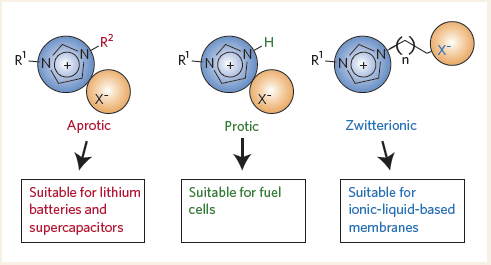 R¹ N + N R² X⁻
R¹ N + N H X⁻
R¹ N + N ( )n X⁻
Aprotic
Protic
Zwitterionic
Suitable for lithium
batteries and
supercapacitors
Suitable for fuel
cells
Suitable for
ionic-liquid-based
membranes